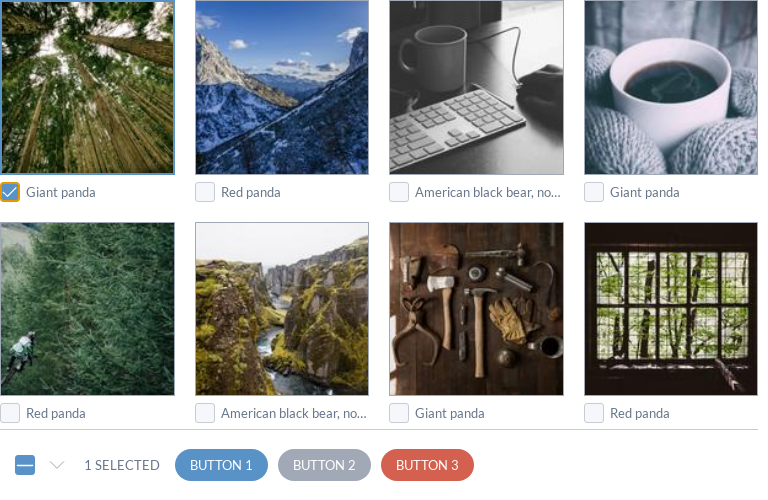 Giant panda
Red panda
American black bear, no...
Giant panda
Red panda
American black bear, no...
Giant panda
Red panda
1 SELECTED
BUTTON 1
BUTTON 2
BUTTON 3